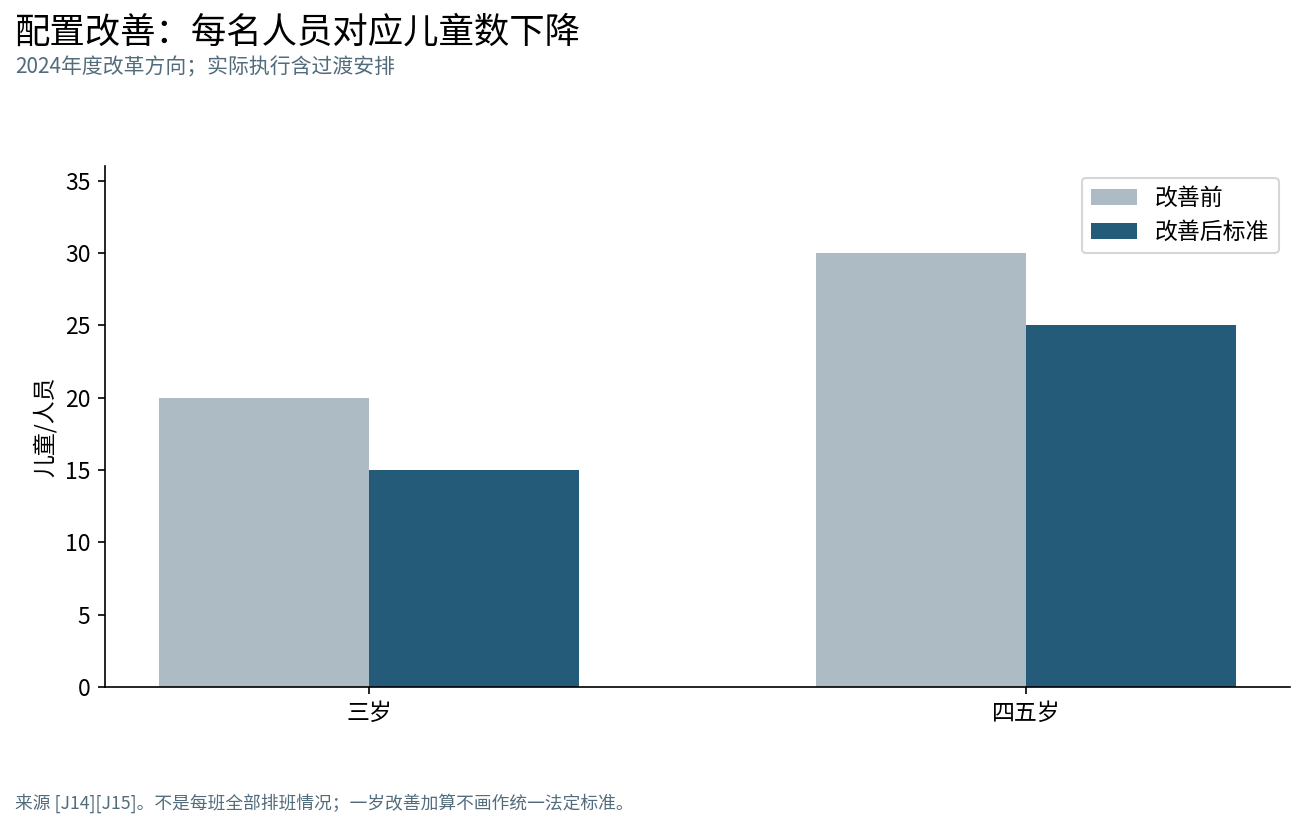 配置改善：每名人员对应儿童数下降
2024年度改革方向；实际执行含过渡安排
35
30
25
20
15
10
5
0
儿童/人员
改善前
改善后标准
三岁
四五岁
来源 [J14][J15]。不是每班全部排班情况；一岁改善加算不画作统一法定标准。